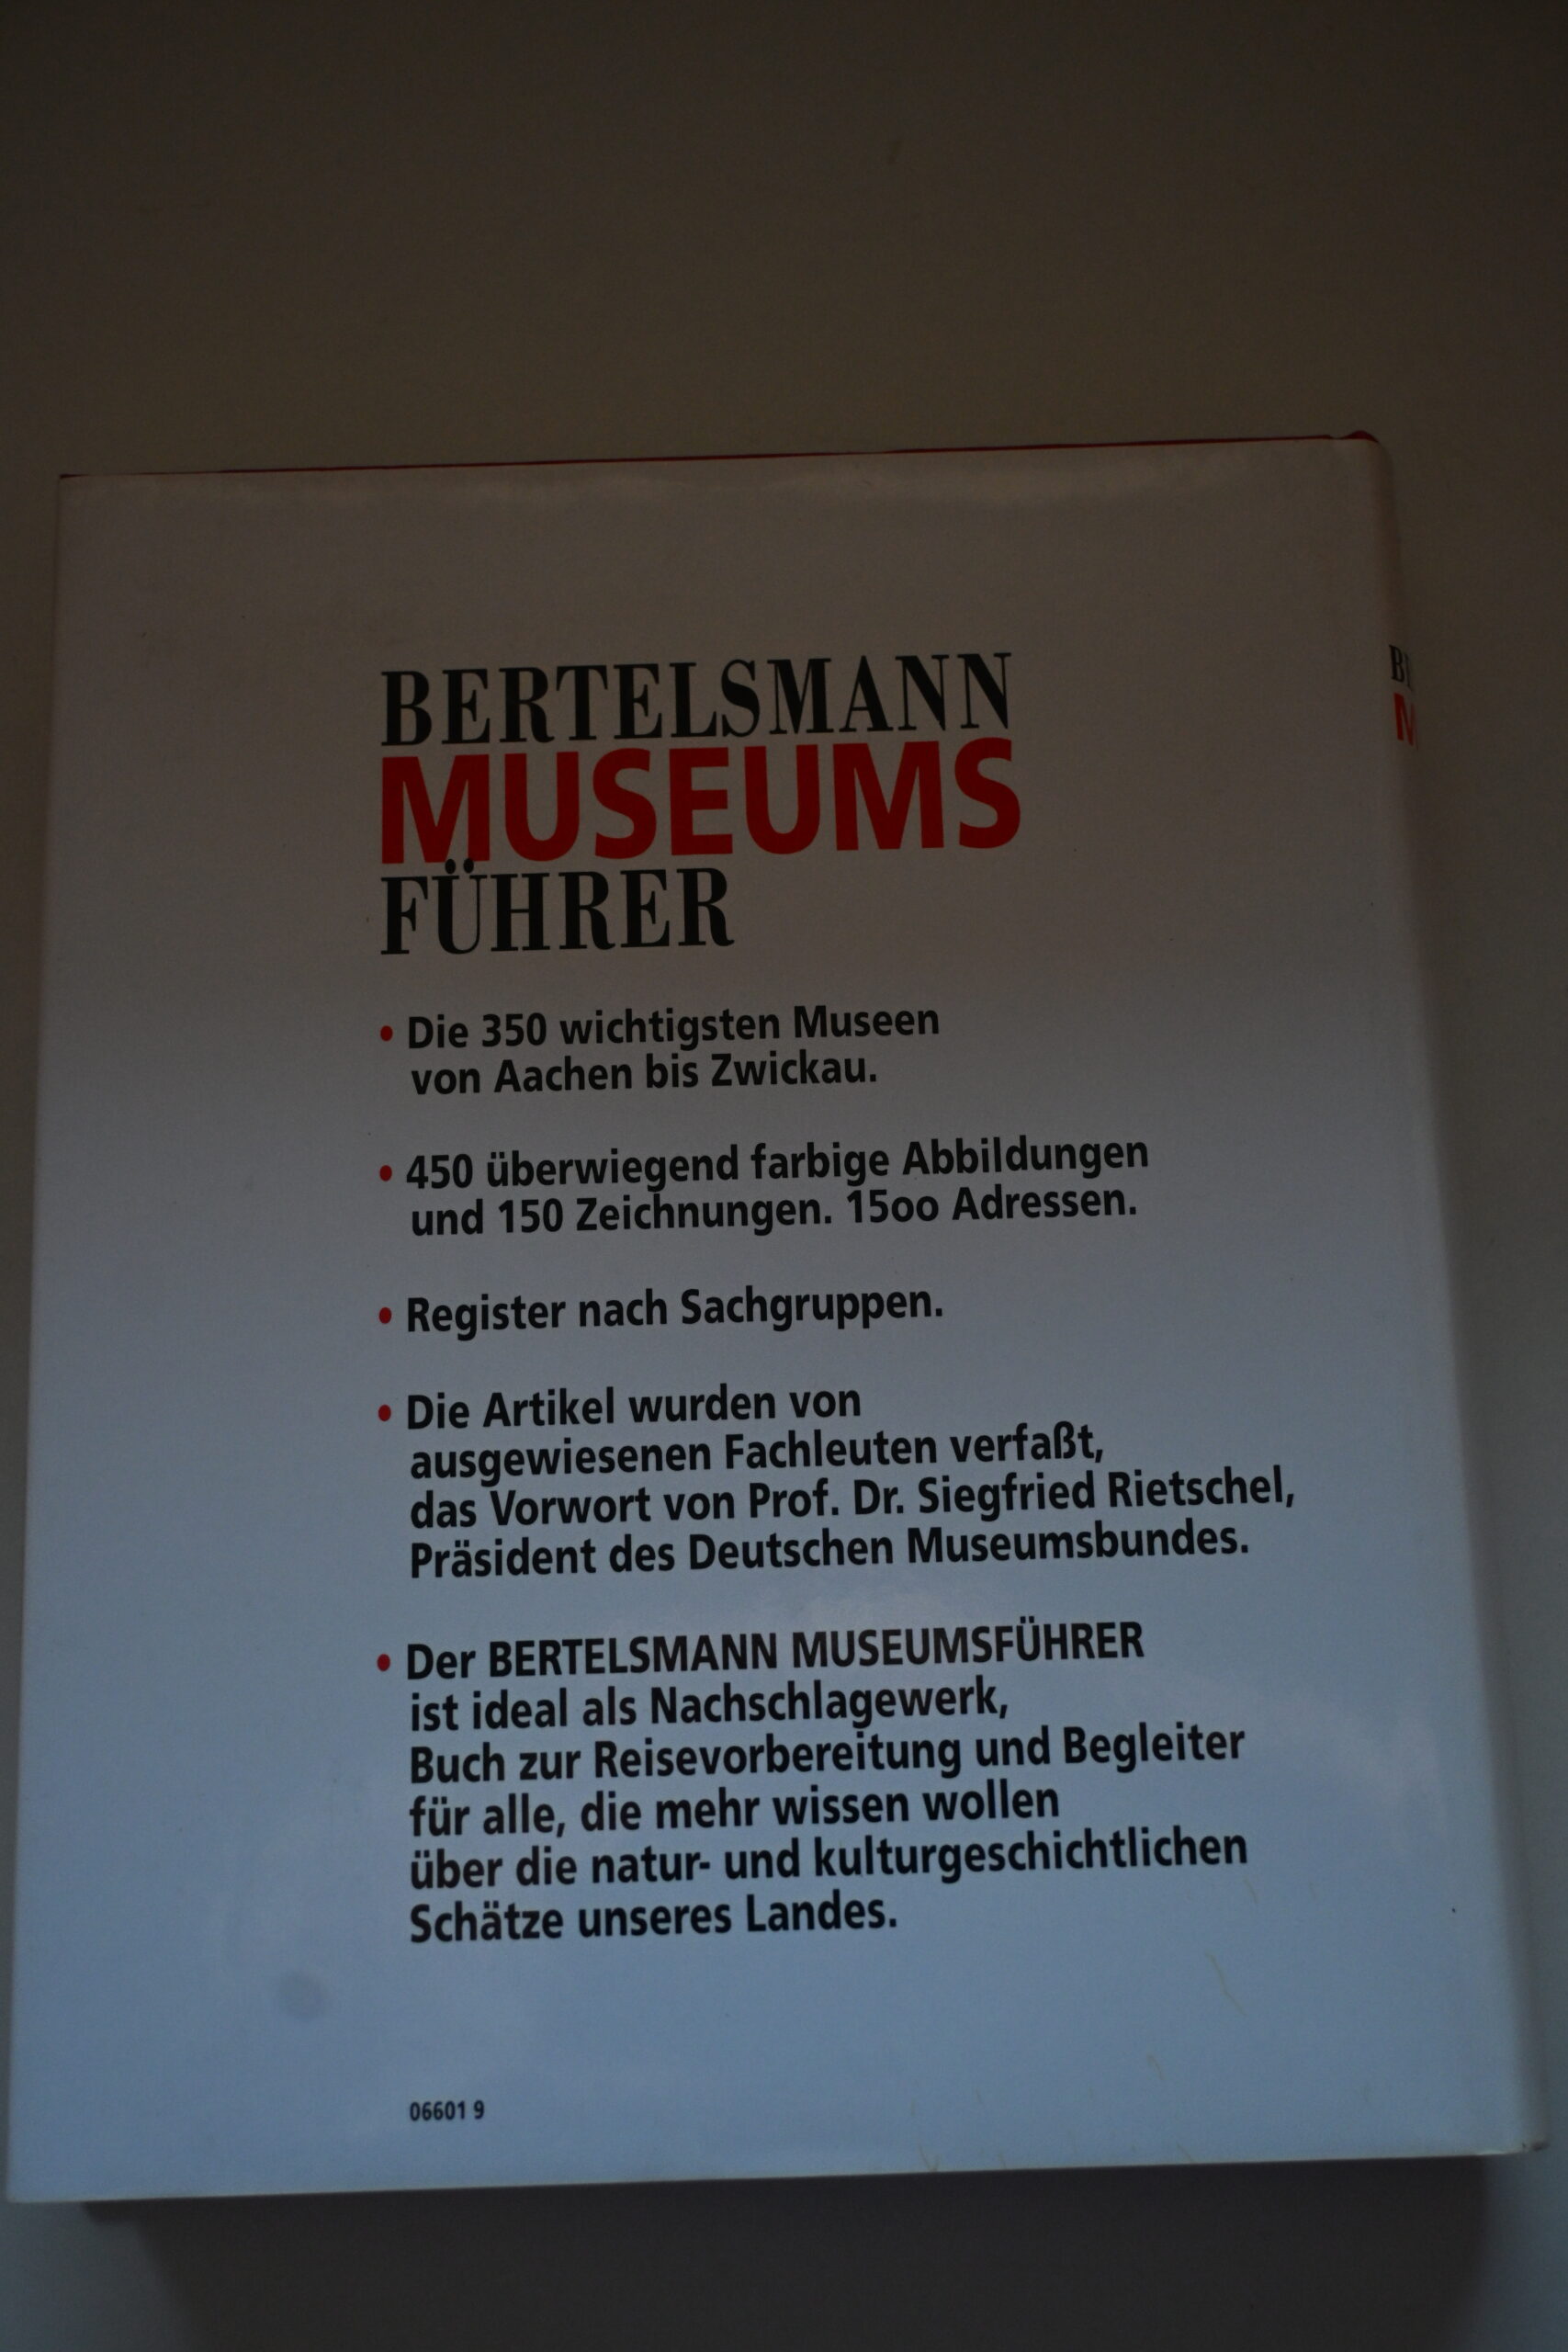 BERTELSMANN
MUSEUMS
FÜHRER
• Die 350 wichtigsten Museen
von Aachen bis Zwickau.
• 450 überwiegend farbige Abbildungen
und 150 Zeichnungen. 15oo Adressen.
• Register nach Sachgruppen.
• Die Artikel wurden von
ausgewiesenen Fachleuten verfaßt,
das Vorwort von Prof. Dr. Siegfried Rietschel,
Präsident des Deutschen Museumsbundes.
• Der BERTELSMANN MUSEUMSFÜHRER
ist ideal als Nachschlagewerk,
Buch zur Reisevorbereitung und Begleiter
für alle, die mehr wissen wollen
über die natur- und kulturgeschichtlichen
Schätze unseres Landes.
06601 9